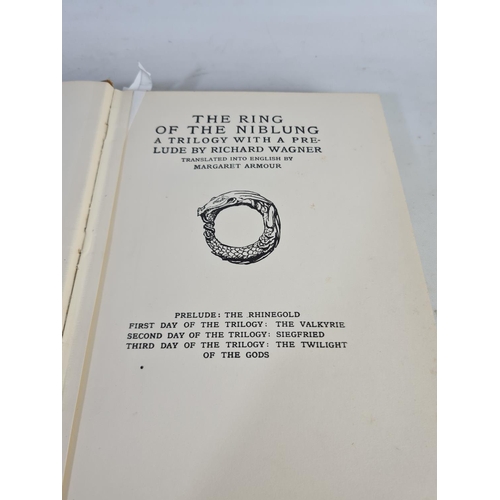 THE RING
OF THE NIBLUNG
A TRILOGY WITH A PRE-
LUDE BY RICHARD WAGNER
TRANSLATED INTO ENGLISH BY
MARGARET ARMOUR
PRELUDE: THE RHINEGOLD
FIRST DAY OF THE TRILOGY: THE VALKYRIE
SECOND DAY OF THE TRILOGY: SIEGFRIED
THIRD DAY OF THE TRILOGY: THE TWILIGHT
OF THE GODS